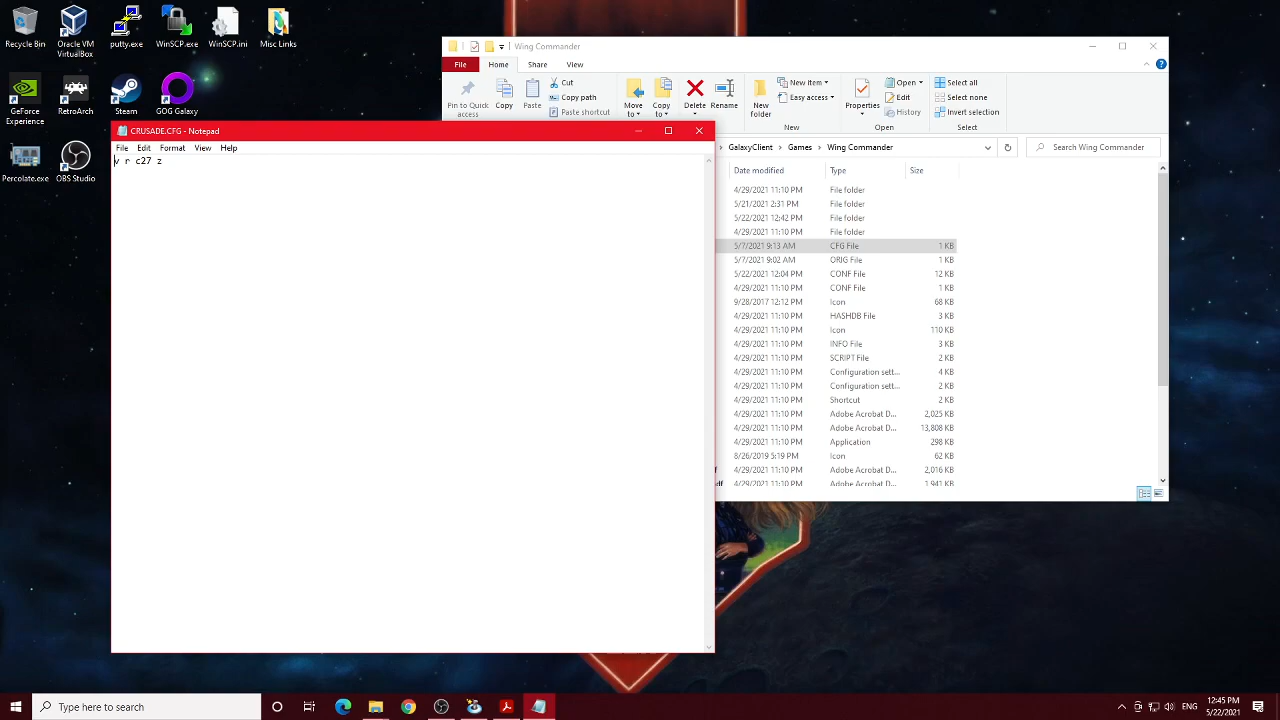 Recycle Bin
Oracle VM
VirtualBox
putty.exe
WinSCP.exe
WinSCP.ini
Misc Links
GeForce
Experience
RetroArch
Steam
GOG Galaxy
Percolate.exe
OBS Studio
Wing Commander
File
Home
Share
View
Pin to Quick
access
Copy
Paste
Cut
Copy path
Paste shortcut
Move
to
Copy
to
Delete
Rename
New
folder
New item
Easy access
New
Properties
Open
Edit
History
Open
Select all
Select none
Invert selection
Select
GalaxyClient > Games > Wing Commander
Search Wing Commander
Date modified Type Size
4/29/2021 11:10 PM File folder
5/21/2021 2:31 PM File folder
5/22/2021 12:42 PM File folder
4/29/2021 11:10 PM File folder
5/7/2021 9:13 AM CFG File 1 KB
5/7/2021 9:02 AM ORIG File 1 KB
5/22/2021 12:04 PM CONF File 12 KB
4/29/2021 11:10 PM CONF File 1 KB
9/28/2017 12:12 PM Icon 68 KB
4/29/2021 11:10 PM HASHDB File 3 KB
4/29/2021 11:10 PM Icon 110 KB
4/29/2021 11:10 PM INFO File 3 KB
4/29/2021 11:10 PM SCRIPT File 2 KB
4/29/2021 11:10 PM Configuration sett... 4 KB
4/29/2021 11:10 PM Configuration sett... 2 KB
4/29/2021 11:10 PM Shortcut 2 KB
4/29/2021 11:10 PM Adobe Acrobat D... 2,025 KB
4/29/2021 11:10 PM Adobe Acrobat D... 13,808 KB
4/29/2021 11:10 PM Application 298 KB
8/26/2019 5:19 PM Icon 62 KB
f 4/29/2021 11:10 PM Adobe Acrobat D... 2,016 KB
df 4/29/2021 11:10 PM Adobe Acrobat D... 1,941 KB
CRUSADE.CFG - Notepad
File Edit Format View Help
v r c27 z
Type here to search
ENG
12:45 PM
5/22/2021